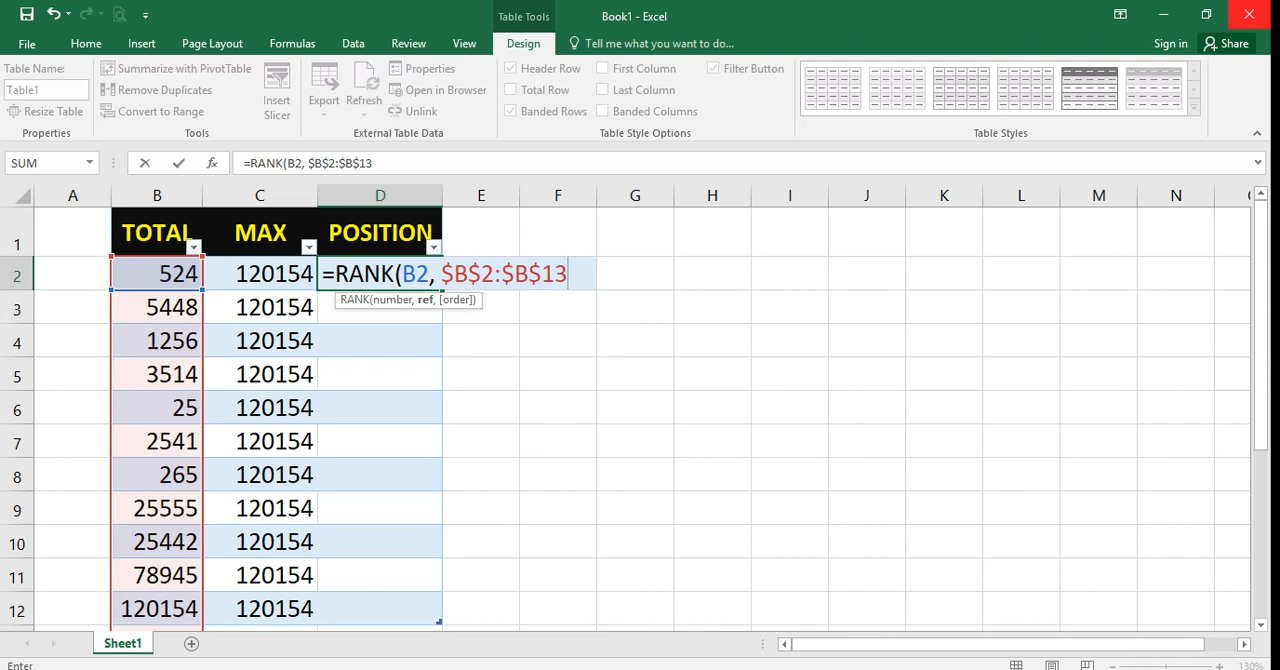 Table Tools
Book1 - Excel
File Home Insert Page Layout Formulas Data Review View Design Tell me what you want to do... Sign in Share
Table Name:
Table1
Resize Table
Properties
Summarize with PivotTable
Remove Duplicates
Convert to Range
Tools
Insert
Slicer
Export
Refresh
Properties
Open in Browser
Unlink
External Table Data
Header Row First Column Filter Button
Total Row Last Column
Banded Rows Banded Columns
Table Style Options
Table Styles
SUM fx =RANK(B2, $B$2:$B$13
A B C D E F G H I J K L M N
1 TOTAL MAX POSITION
2 524 120154 =RANK(B2, $B$2:$B$13
RANK(number, ref, [order])
3 5448 120154
4 1256 120154
5 3514 120154
6 25 120154
7 2541 120154
8 265 120154
9 25555 120154
10 25442 120154
11 78945 120154
12 120154 120154
Sheet1
Enter 130%